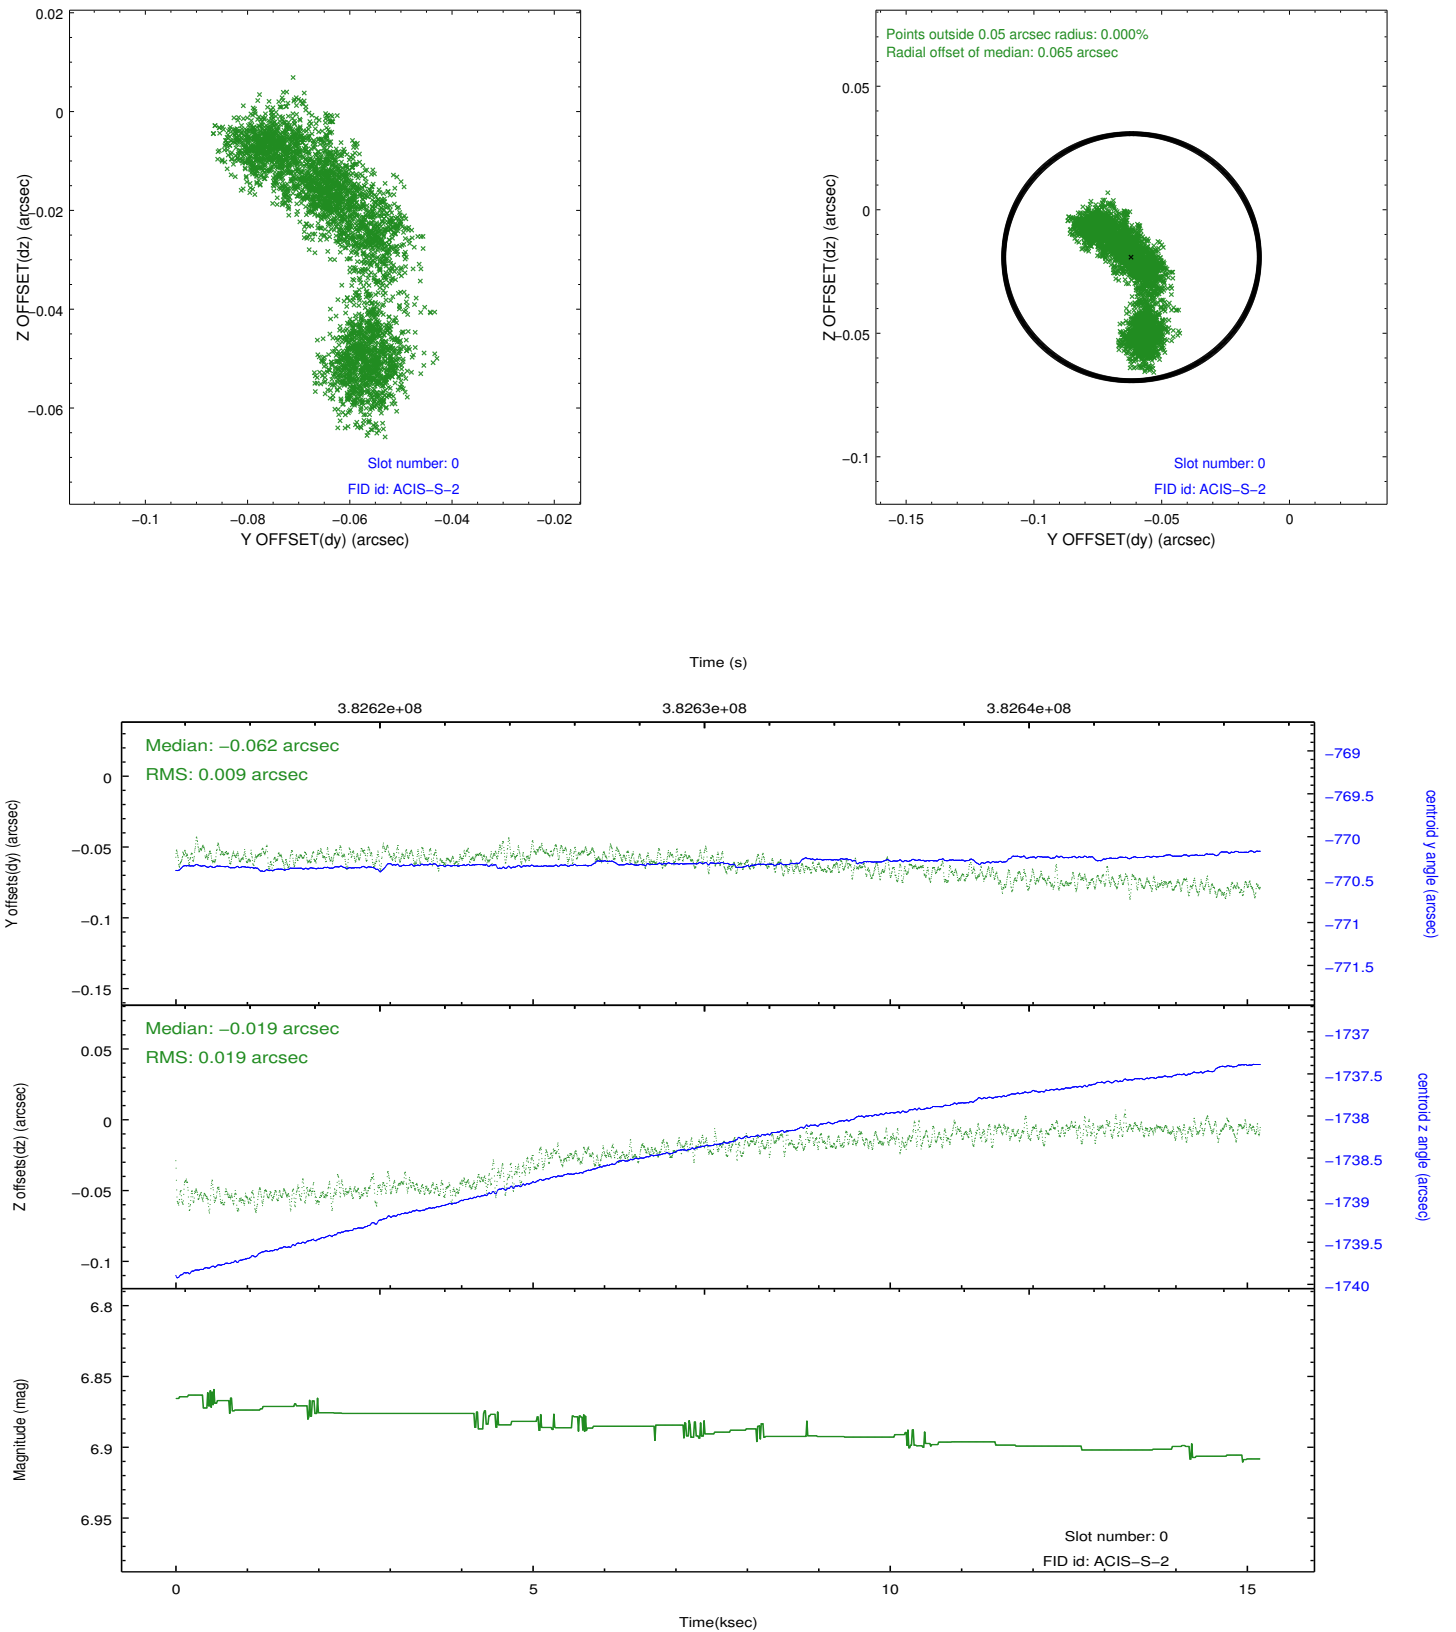 0.02
0
−0.02
−0.04
−0.06
Z OFFSET(dz) (arcsec)
Slot number: 0
FID id: ACIS−S−2
−0.1
−0.08
−0.06
−0.04
−0.02
Y OFFSET(dy) (arcsec)
Points outside 0.05 arcsec radius: 0.000%
Radial offset of median: 0.065 arcsec
0.05
0
−0.05
−0.1
Z OFFSET(dz) (arcsec)
Slot number: 0
FID id: ACIS−S−2
−0.15
−0.1
−0.05
0
Y OFFSET(dy) (arcsec)
Time (s)
3.8262e+08
3.8263e+08
3.8264e+08
Median: −0.062 arcsec
RMS: 0.009 arcsec
0
−0.05
−0.1
−0.15
Y offsets(dy) (arcsec)
−769
−769.5
−770
−770.5
−771
−771.5
centroid y angle (arcsec)
Median: −0.019 arcsec
RMS: 0.019 arcsec
0.05
0
−0.05
−0.1
Z offsets(dz) (arcsec)
−1737
−1737.5
−1738
−1738.5
−1739
−1739.5
−1740
centroid z angle (arcsec)
6.8
6.85
6.9
6.95
Magnitude (mag)
Slot number: 0
FID id: ACIS−S−2
0
5
10
15
Time(ksec)